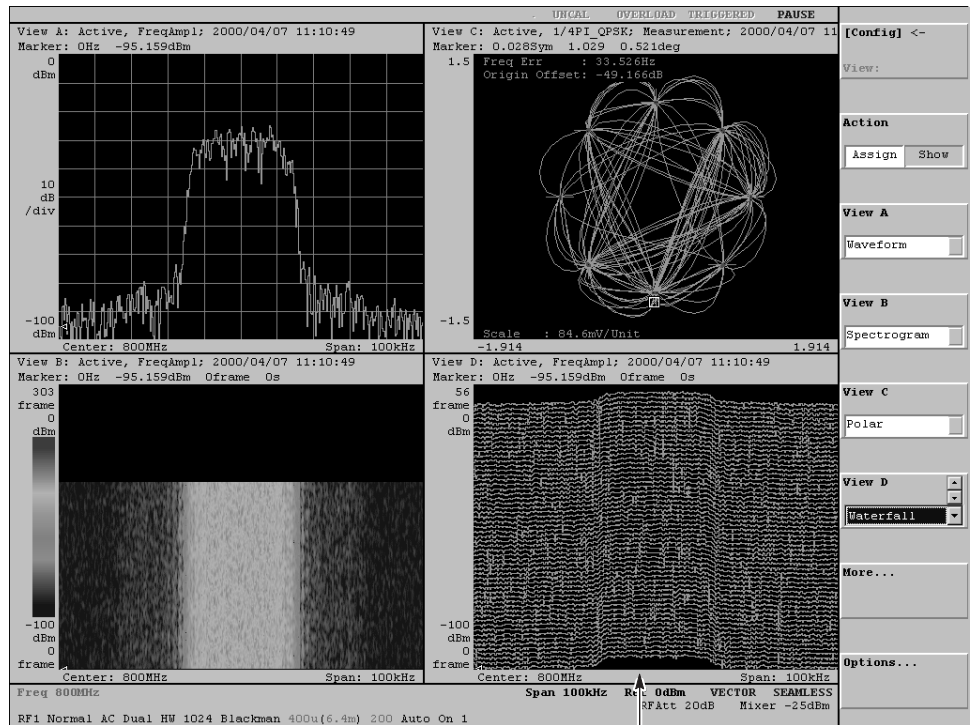 . UNCAL OVERLOAD TRIGGERED PAUSE
View A: Active, FreqAmpl; 2000/04/07 11:10:49
Marker: 0Hz -95.159dBm
0
dBm
10
dB
/div
-100
dBm
Center: 800MHz Span: 100kHz
View C: Active, 1/4PI_QPSK; Measurement; 2000/04/07 11
Marker: 0.028Sym 1.029 0.521deg
1.5
Freq Err : 33.526Hz
Origin Offset: -49.166dB
-1.5
Scale : 84.6mV/Unit
-1.914 1.914
View B: Active, FreqAmpl; 2000/04/07 11:10:49
Marker: 0Hz -95.159dBm 0frame 0s
303
frame
0
dBm
-100
dBm
0
frame
Center: 800MHz Span: 100kHz
View D: Active, FreqAmpl; 2000/04/07 11:10:49
Marker: 0Hz -95.159dBm 0frame 0s
56
frame
0
dBm
-100
dBm
0
frame
Center: 800MHz Span: 100kHz
Freq 800MHz Span 100kHz 0dBm VECTOR SEAMLESS
RFAtt 20dB Mixer -25dBm
RF1 Normal AC Dual HW 1024 Blackman 400u(6.4m) 200 Auto On 1
[Config] <-
View:
Action
Assign Show
View A
Waveform
View B
Spectrogram
View C
Polar
View D
Waterfall
More...
Options...